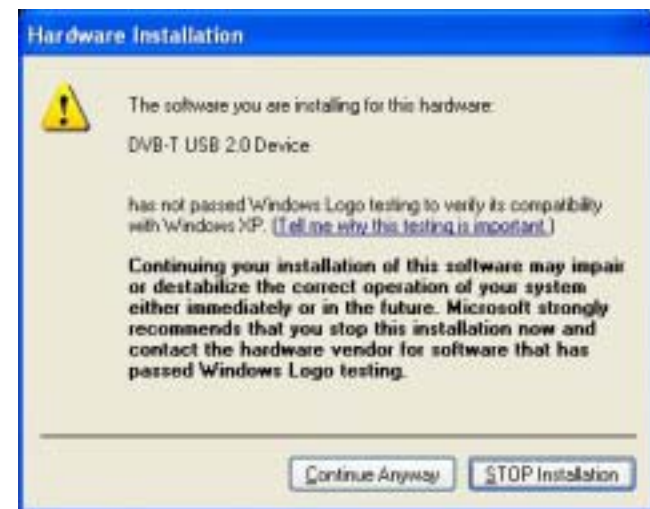 Hardware Installation
The software you are installing for this hardware:
DVB-T USB 2.0 Device
has not passed Windows Logo testing to verify its compatibility
with Windows XP. (Tell me why this testing is important.)
Continuing your installation of this software may impair
or destabilize the correct operation of your system
either immediately or in the future. Microsoft strongly
recommends that you stop this installation now and
contact the hardware vendor for software that has
passed Windows Logo testing.
Continue Anyway
STOP Installation